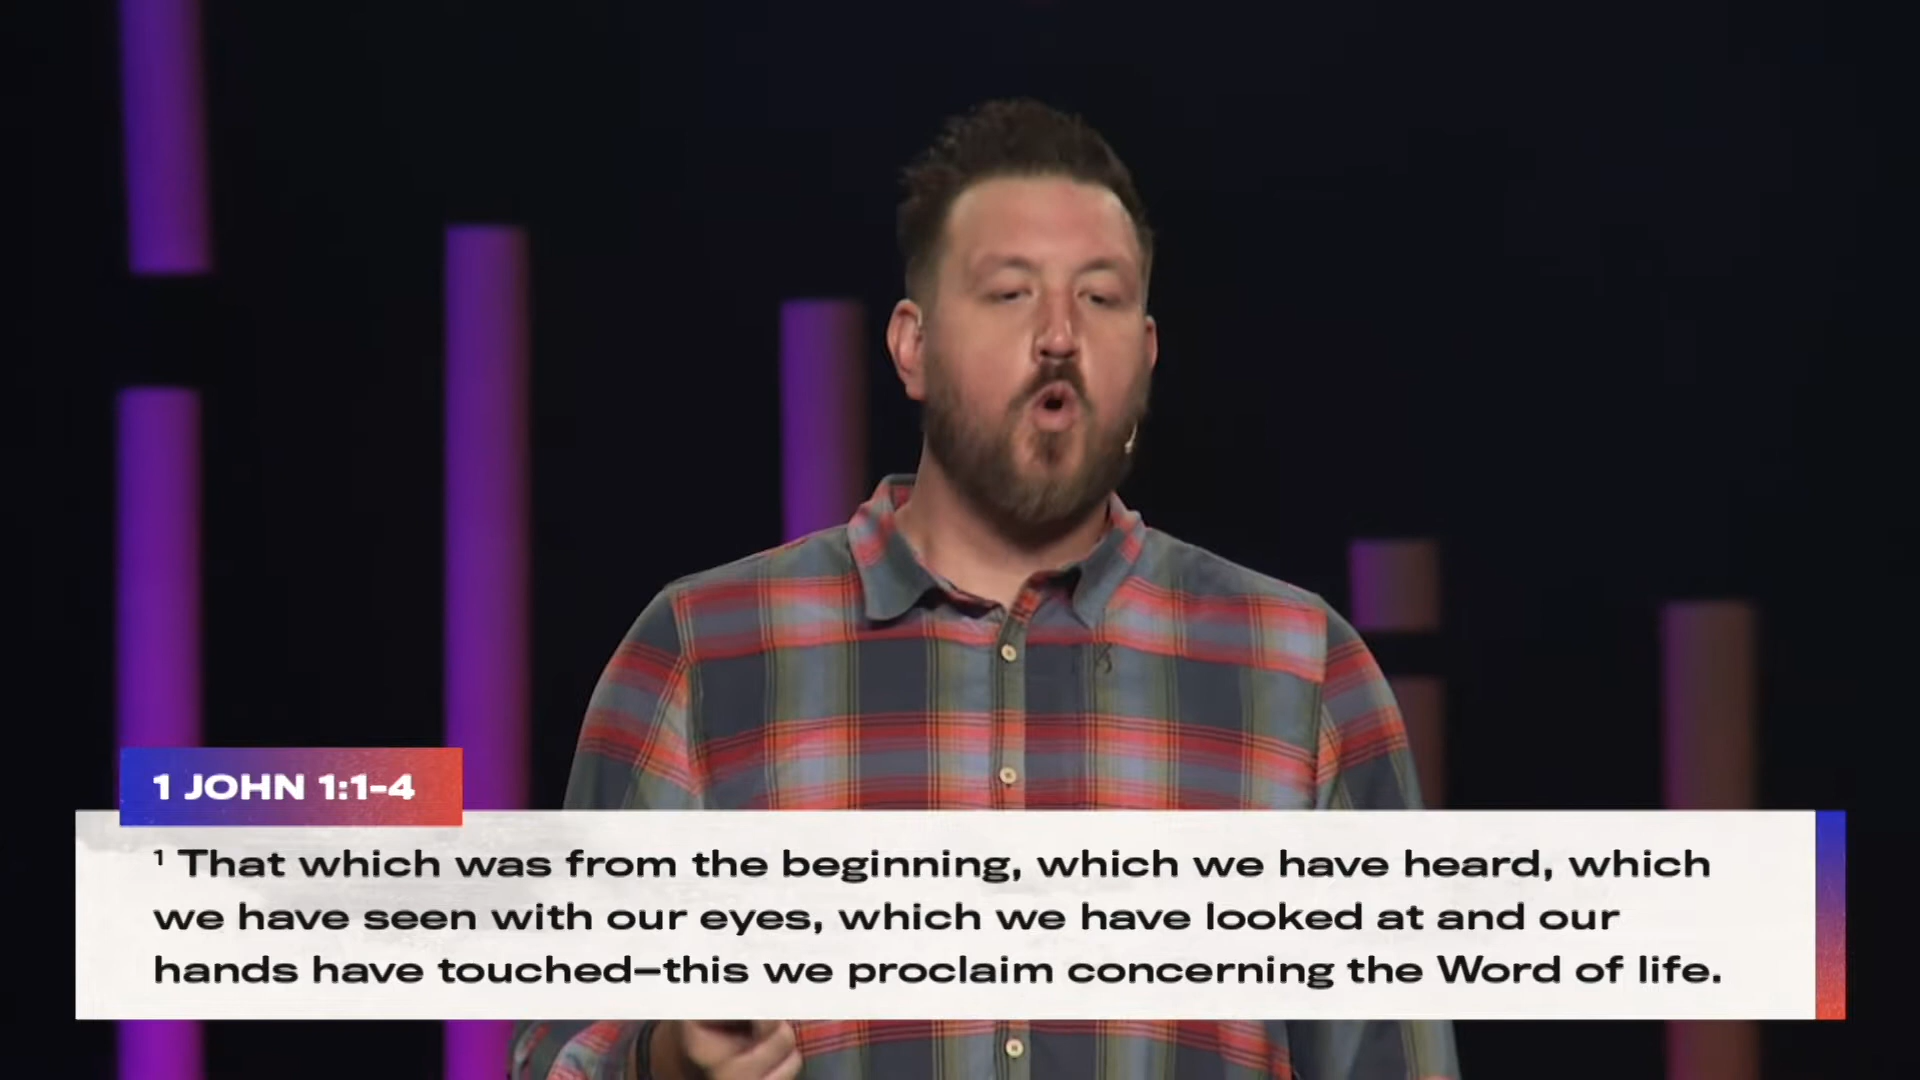 1 JOHN 1:1-4
¹ That which was from the beginning, which we have heard, which
we have seen with our eyes, which we have looked at and our
hands have touched—this we proclaim concerning the Word of life.